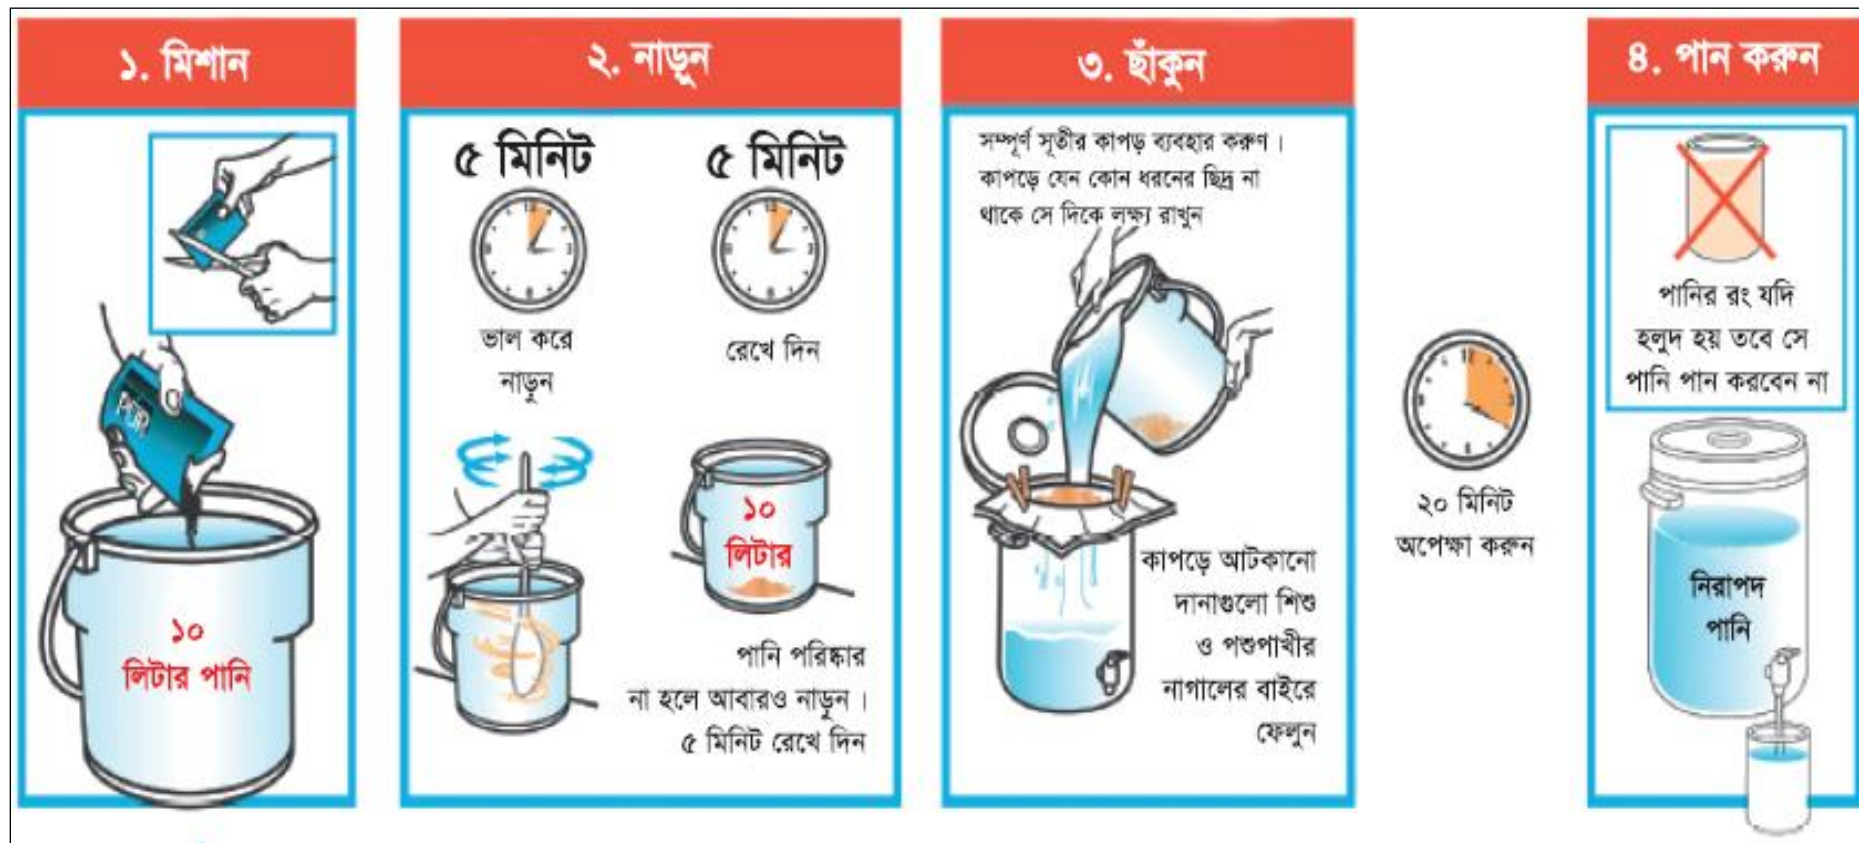 ১. মিশান
PUR
১০
লিটার পানি
২. নাড়ুন
৫ মিনিট
ভাল করে
নাড়ুন
৫ মিনিট
রেখে দিন
১০
লিটার
পানি পরিষ্কার
না হলে আবারও নাড়ুন।
৫ মিনিট রেখে দিন
৩. ছাঁকুন
সম্পূর্ণ সূতীর কাপড় ব্যবহার করুণ।
কাপড়ে যেন কোন ধরনের ছিদ্র না
থাকে সে দিকে লক্ষ্য রাখুন
কাপড়ে আটকানো
দানাগুলো শিশু
ও পশুপাখীর
নাগালের বাইরে
ফেলুন
২০ মিনিট
অপেক্ষা করুন
৪. পান করুন
পানির রং যদি
হলুদ হয় তবে সে
পানি পান করবেন না
নিরাপদ
পানি